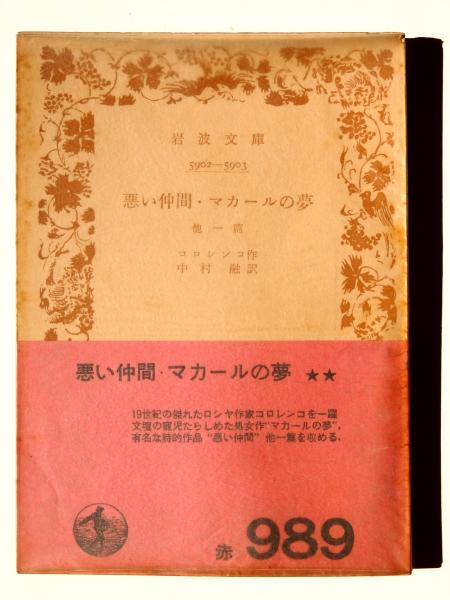 岩波文庫
5902—5903
悪い仲間・マカールの夢
他一篇
コロレンコ作
中村融訳
悪い仲間・マカールの夢 ★★
19世紀の傑れたロシヤ作家コロレンコを一躍
文壇の寵児たらしめた処女作“マカールの夢”,
有名な詩的作品“悪い仲間”他一篇を収める.
赤 989